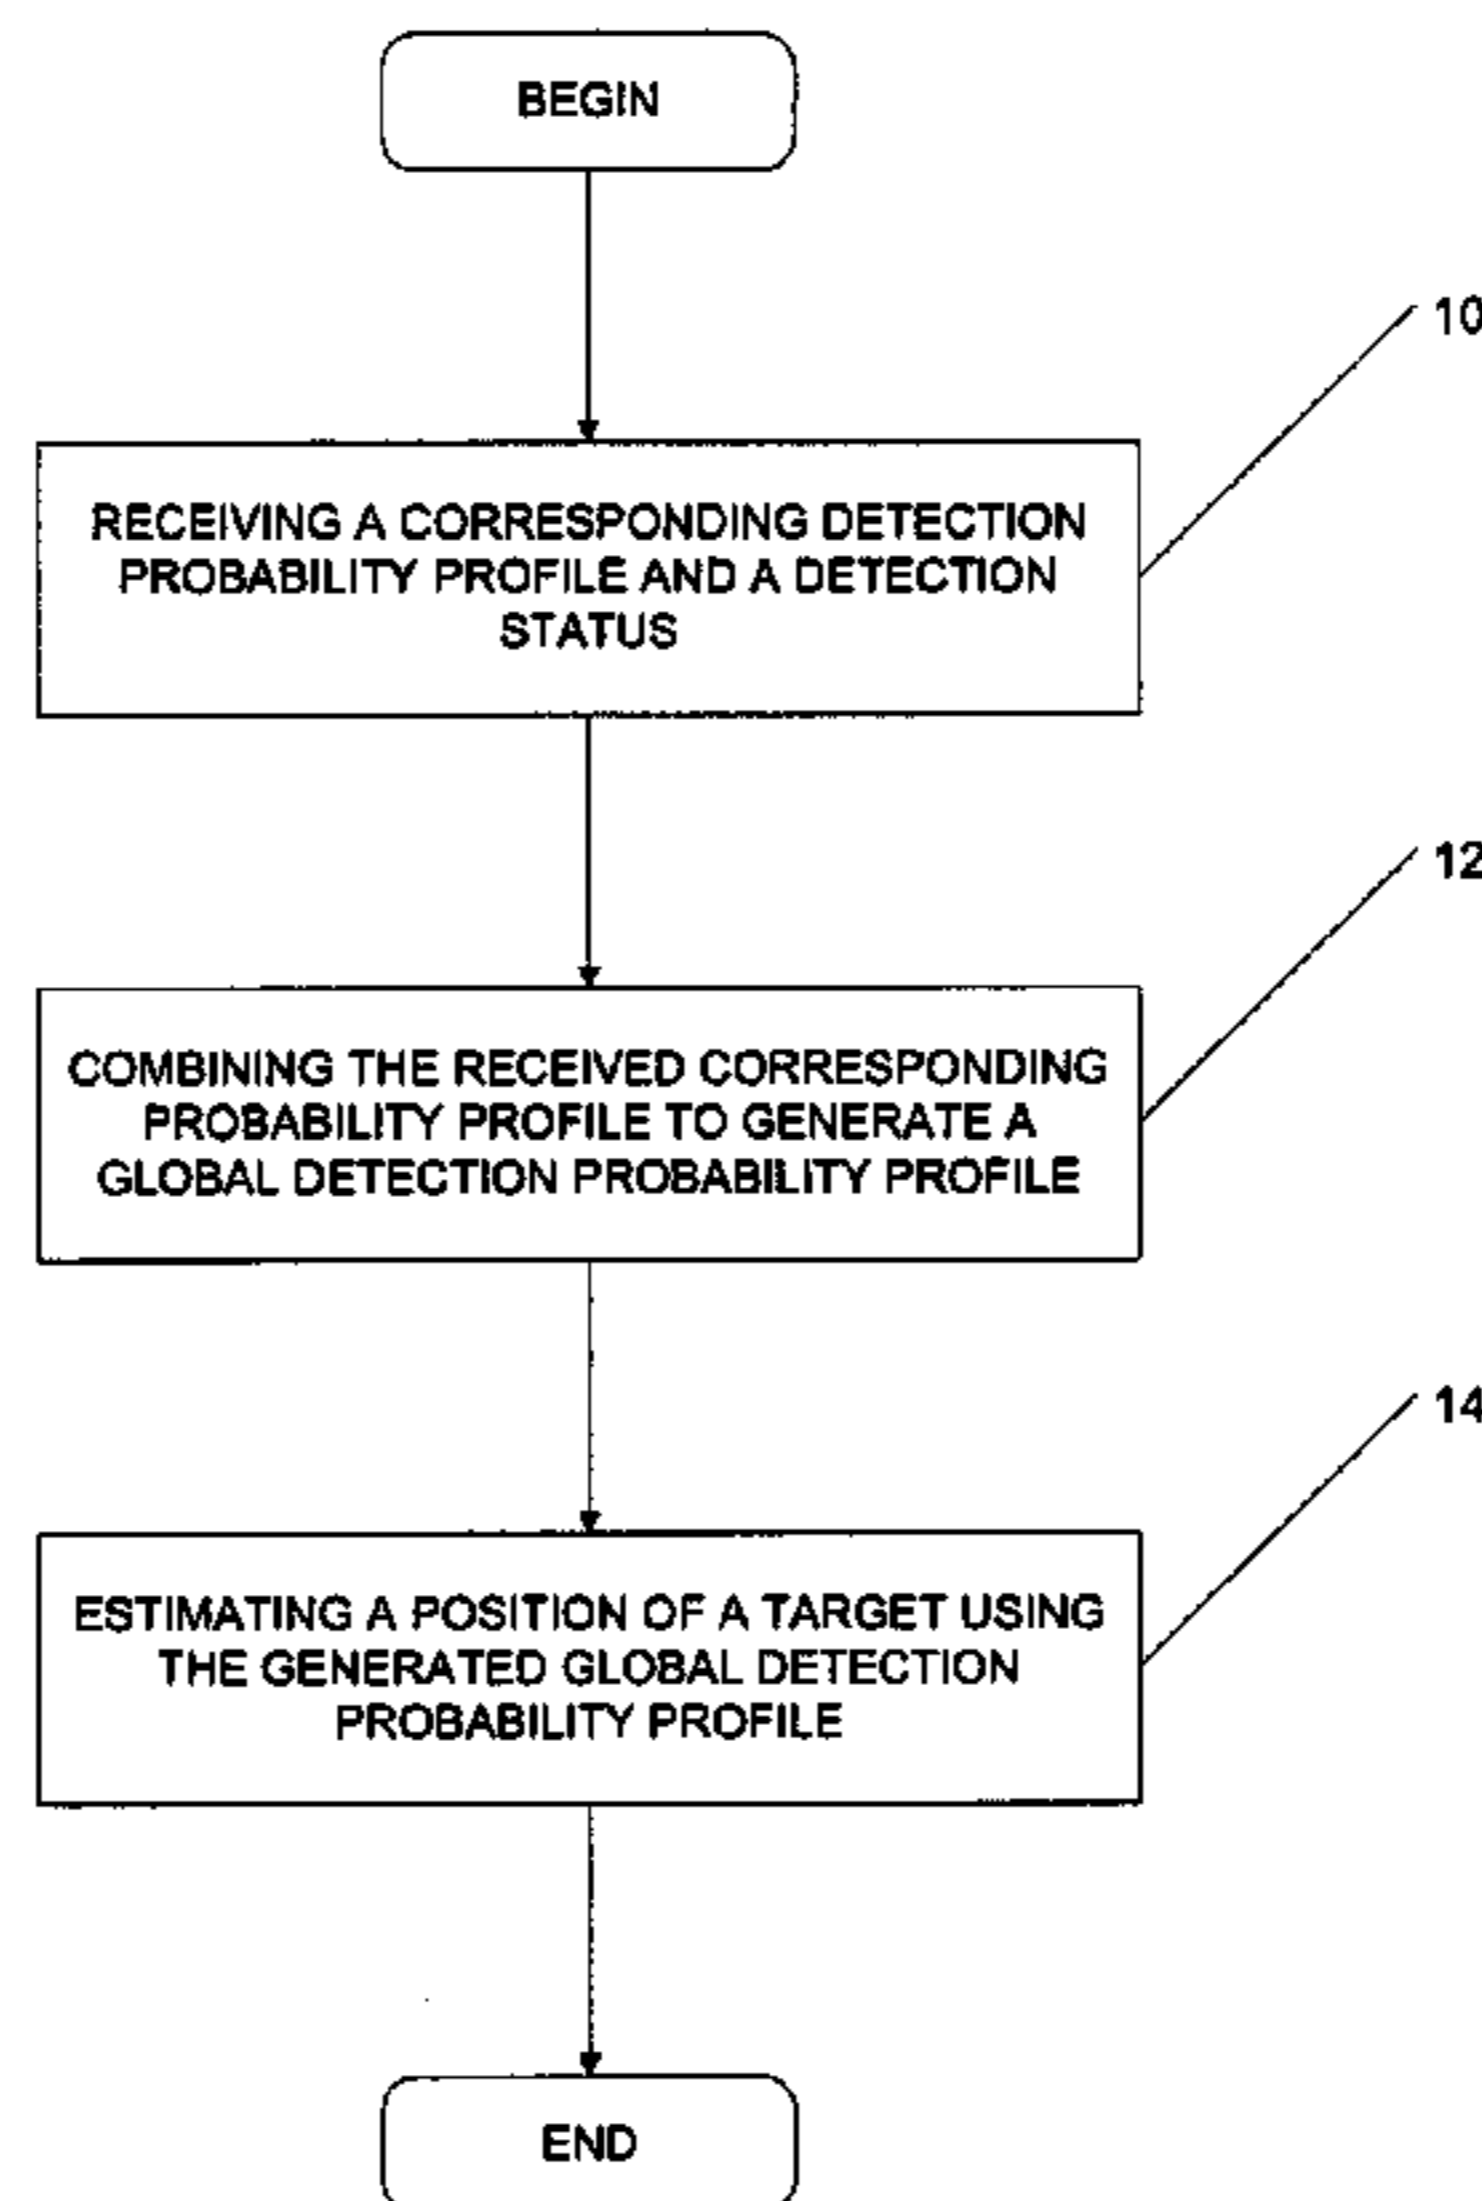 BEGIN
10
RECEIVING A CORRESPONDING DETECTION
PROBABILITY PROFILE AND A DETECTION
STATUS
12
COMBINING THE RECEIVED CORRESPONDING
PROBABILITY PROFILE TO GENERATE A
GLOBAL DETECTION PROBABILITY PROFILE
14
ESTIMATING A POSITION OF A TARGET USING
THE GENERATED GLOBAL DETECTION
PROBABILITY PROFILE
END